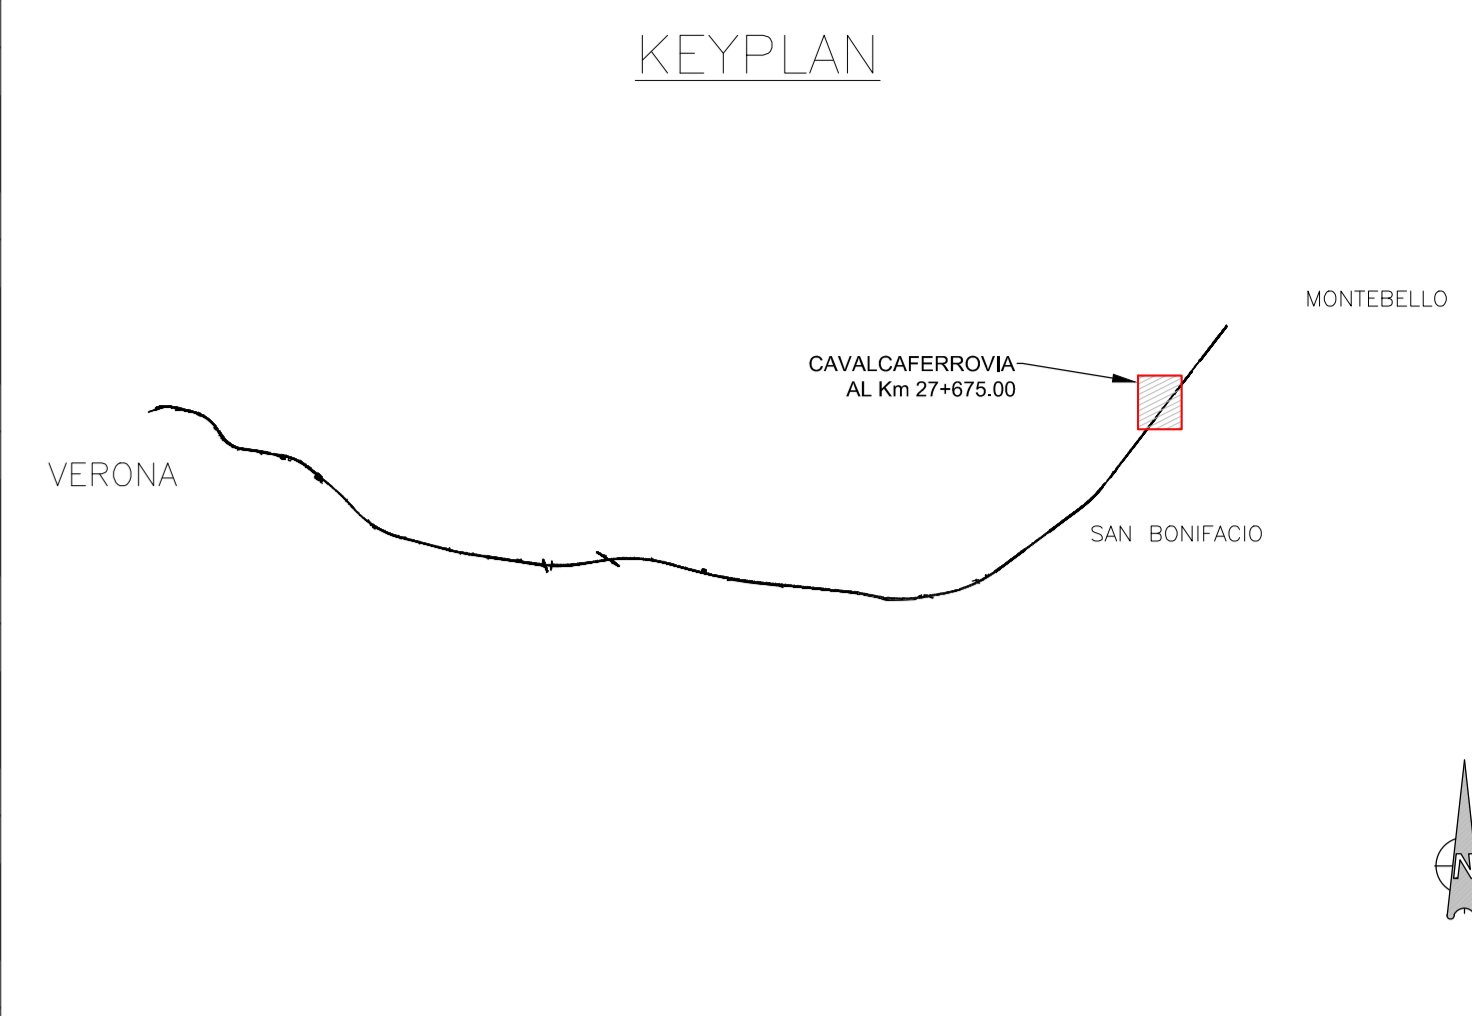 KEYPLAN
MONTEBELLO
CAVALCAFERROVIA
AL Km 27+675.00
VERONA
SAN BONIFACIO
N